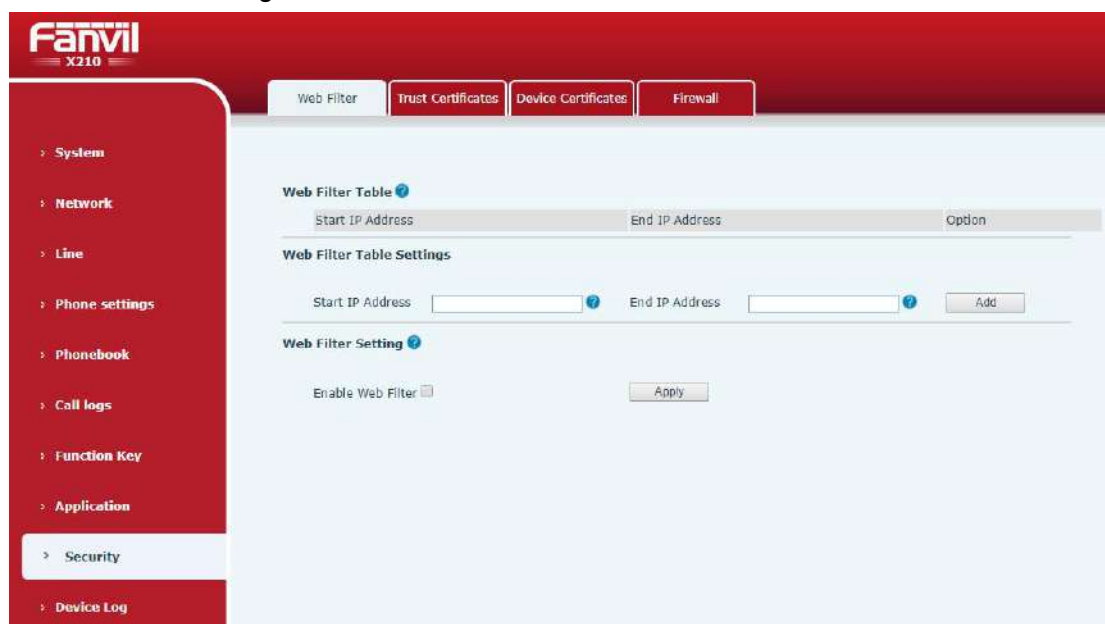 Fanvil
X210
Web Filter
Trust Certificates
Device Certificates
Firewall
System
Network
Line
Phone settings
Phonebook
Call logs
Function Key
Application
Security
Device Log
Web Filter Table
Start IP Address End IP Address Option
Web Filter Table Settings
Start IP Address End IP Address Add
Web Filter Setting
Enable Web Filter Apply